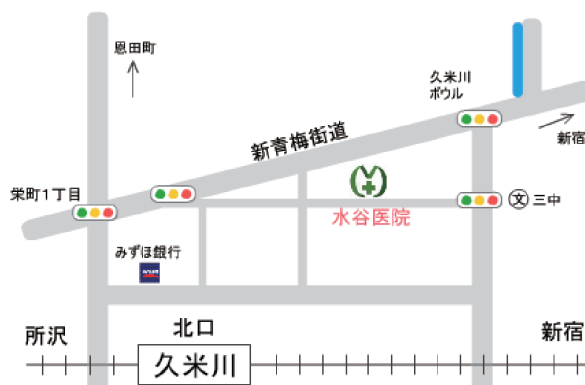 恩田町
久米川
ボウル
新青梅街道
新宿
栄町1丁目
文 三中
水谷医院
みずほ銀行
所沢
北口
新宿
久米川